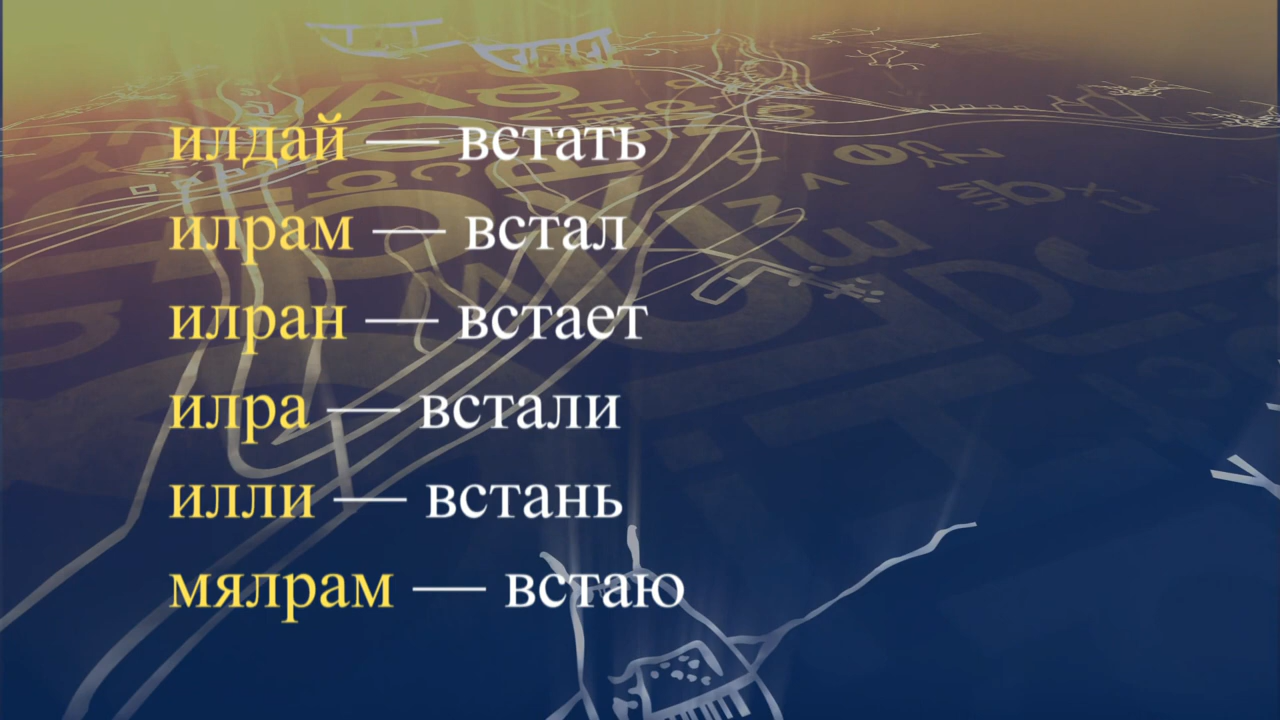 илдай — встать
илрам — встал
илран — встает
илра — встали
илли — встань
мялрам — встаю